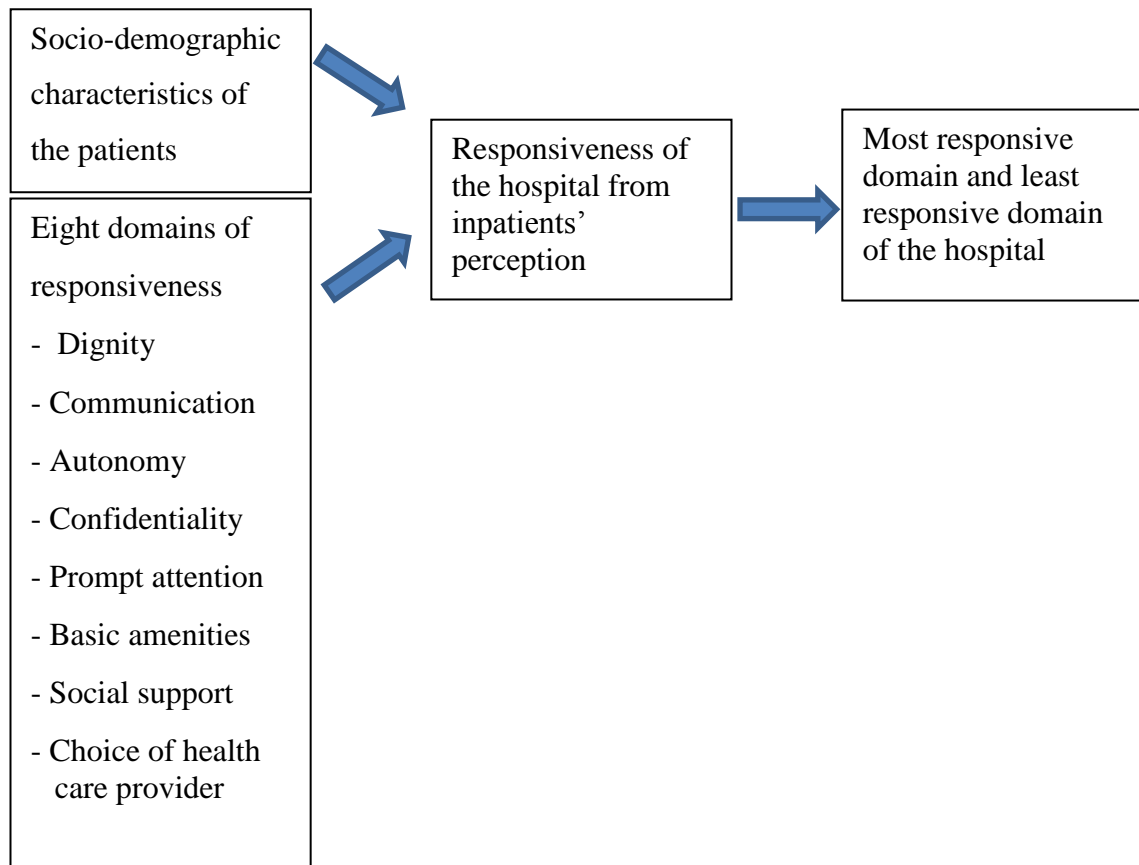 Socio-demographic
characteristics of
the patients
Eight domains of
responsiveness
- Dignity
- Communication
- Autonomy
- Confidentiality
- Prompt attention
- Basic amenities
- Social support
- Choice of health
care provider
Responsiveness of
the hospital from
inpatients’
perception
Most responsive
domain and least
responsive domain
of the hospital